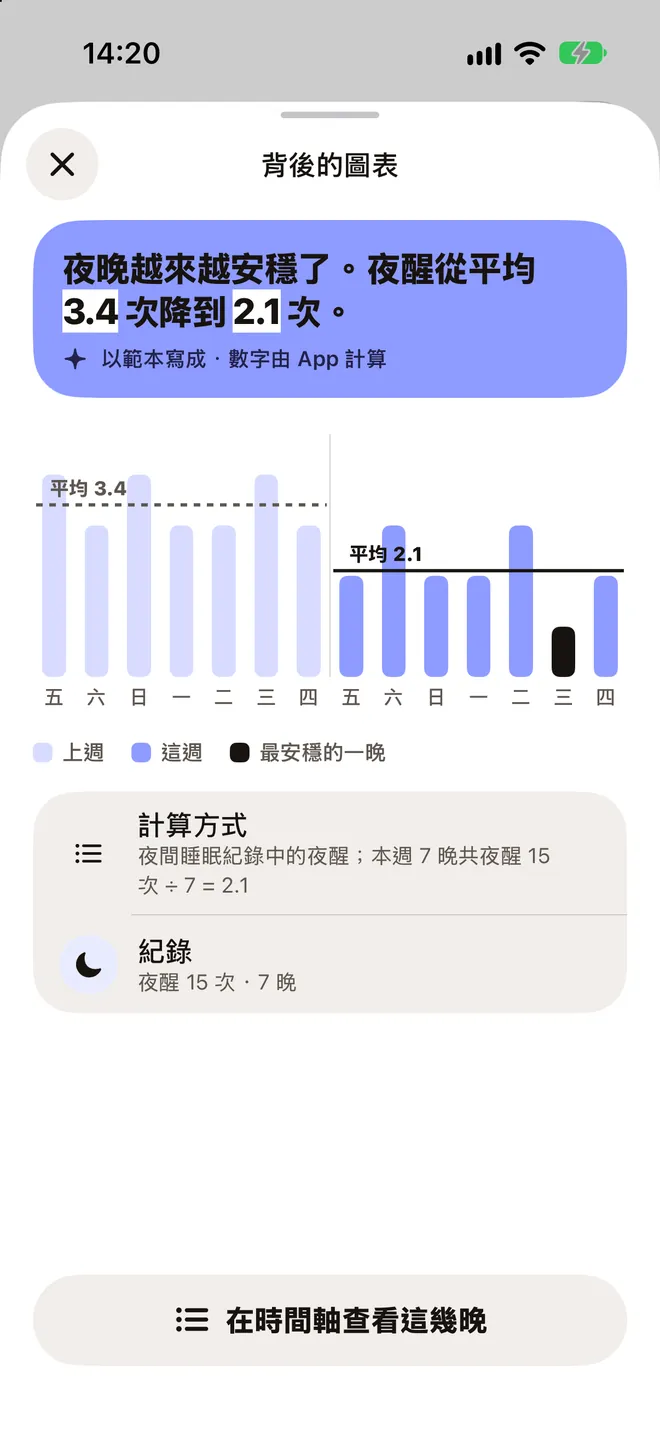 14:20
背後的圖表
夜晚越來越安穩了。夜醒從平均
3.4 次降到 2.1 次。
以範本寫成 · 數字由 App 計算
平均 3.4
平均 2.1
五 六 日 一 二 三 四 五 六 日 一 二 三 四
上週 這週 最安穩的一晚
計算方式
夜間睡眠紀錄中的夜醒；本週 7 晚共夜醒 15
次 ÷ 7 = 2.1
紀錄
夜醒 15 次 · 7 晚
在時間軸查看這幾晚